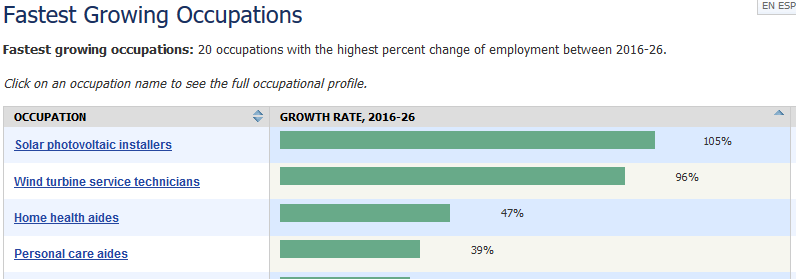 EN ESP
Fastest Growing Occupations
Fastest growing occupations: 20 occupations with the highest percent change of employment between 2016-26.
Click on an occupation name to see the full occupational profile.
OCCUPATION GROWTH RATE, 2016-26
Solar photovoltaic installers 105%
Wind turbine service technicians 96%
Home health aides 47%
Personal care aides 39%